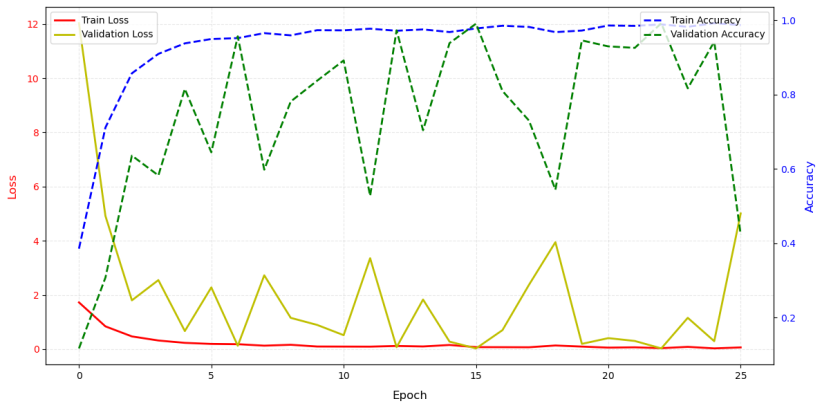 Train Loss
Validation Loss
Train Accuracy
Validation Accuracy
12
10
8
6
4
2
0
Loss
1.0
0.8
0.6
0.4
0.2
Accuracy
0 5 10 15 20 25
Epoch